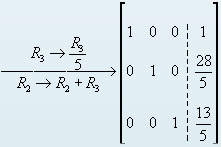 R₃ → R₃/5
R₂ → R₂ + R₃
1 0 0 1
0 1 0 28/5
0 0 1 13/5